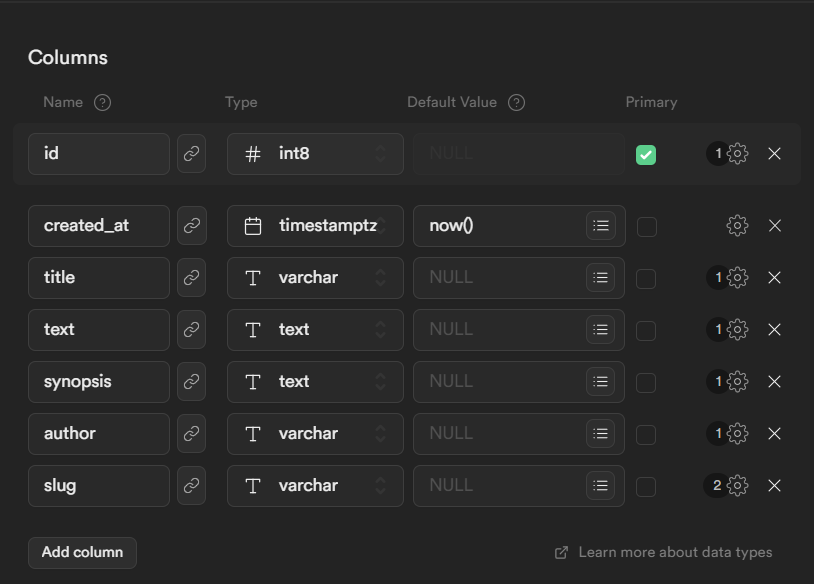 Columns
Name ? Type Default Value ? Primary
id # int8 NULL 1
created_at timestamptz now()
title T varchar NULL 1
text T text NULL 1
synopsis T text NULL 1
author T varchar NULL 1
slug T varchar NULL 2
Add column Learn more about data types